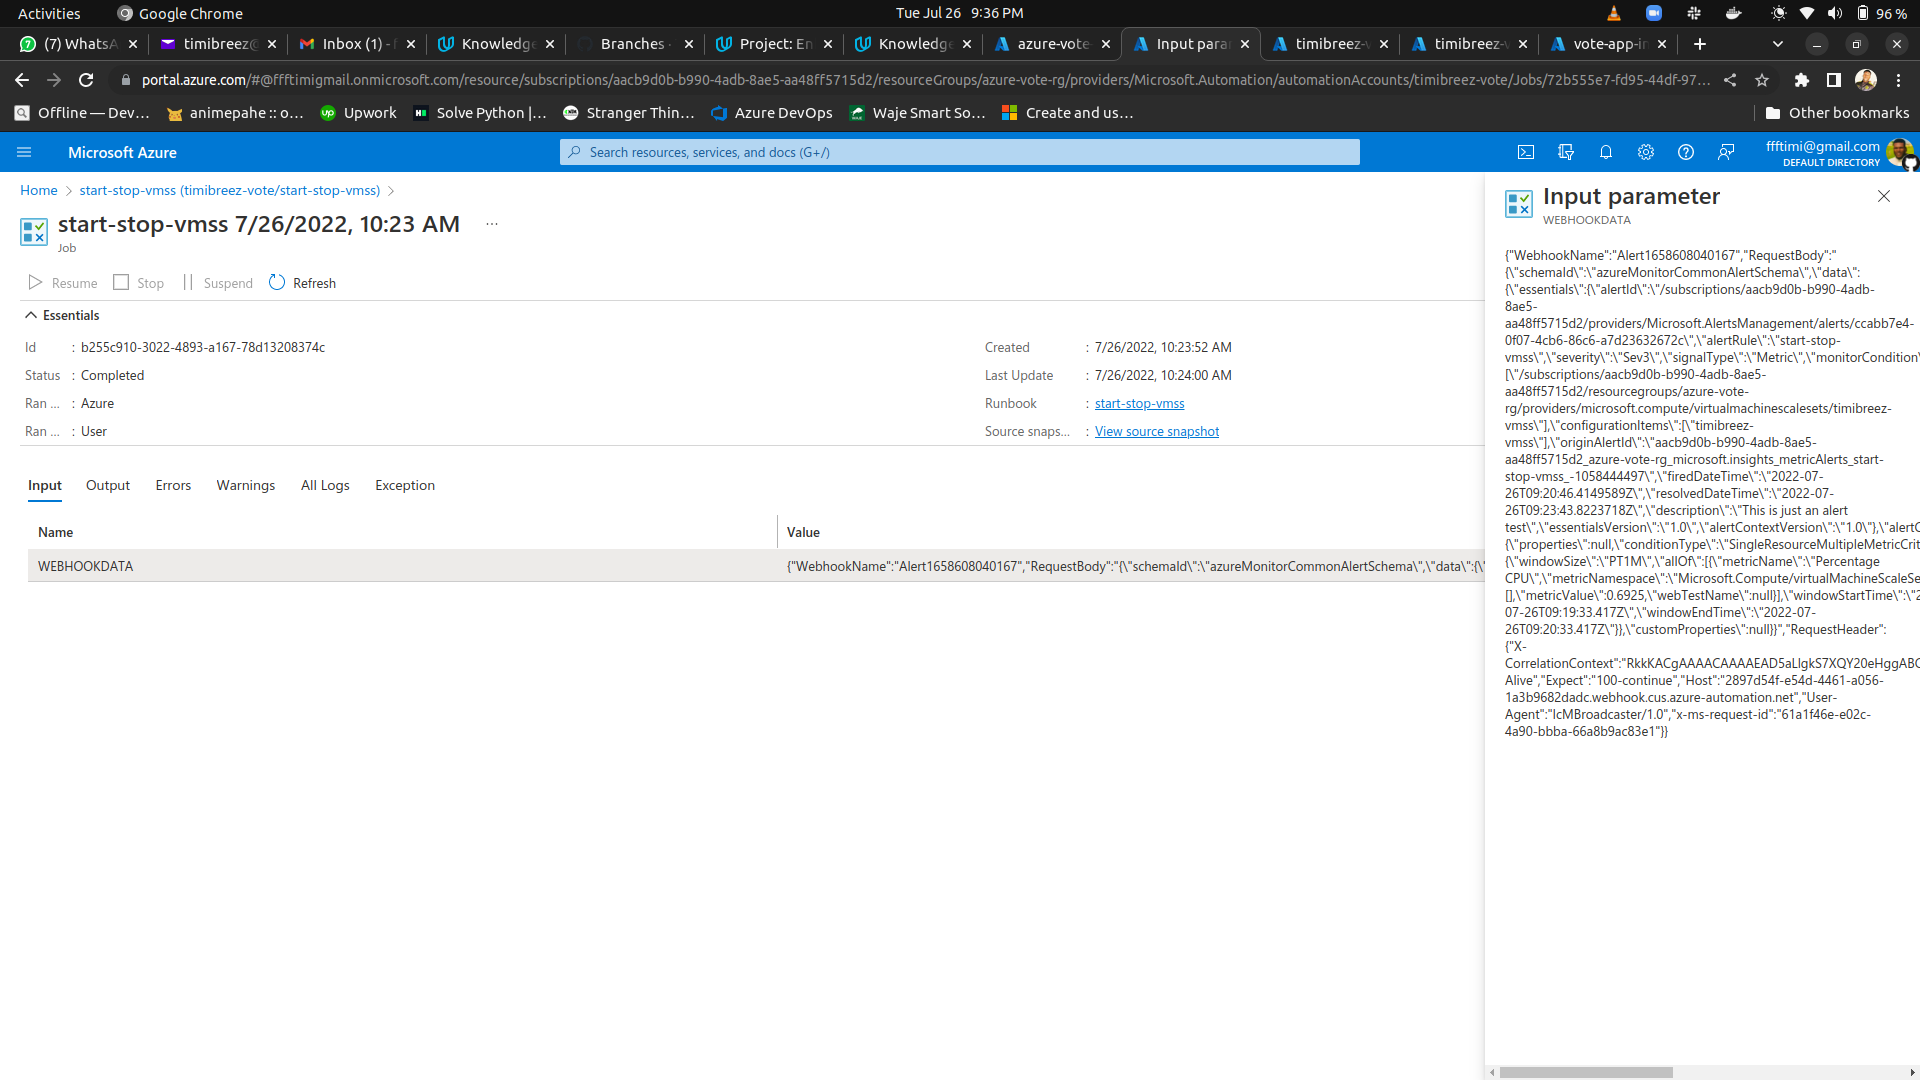 Activities
Google Chrome
Tue Jul 26 9:36 PM
96 %
(7) WhatsA
timibreez@
Inbox (1) - f
Knowledge
Branches ·
Project: En
Knowledge
azure-vote
Input para
timibreez-v
timibreez-v
vote-app-in
portal.azure.com/#@ffftimigmail.onmicrosoft.com/resource/subscriptions/aacb9d0b-b990-4adb-8ae5-aa48ff5715d2/resourceGroups/azure-vote-rg/providers/Microsoft.Automation/automationAccounts/timibreez-vote/Jobs/72b555e7-fd95-44df-97...
Offline — Dev...
animepahe :: o...
Upwork
Solve Python |...
Stranger Thin...
Azure DevOps
Waje Smart So...
Create and us...
Other bookmarks
Microsoft Azure
Search resources, services, and docs (G+/)
ffftimi@gmail.com
DEFAULT DIRECTORY
Home > start-stop-vmss (timibreez-vote/start-stop-vmss) >
start-stop-vmss 7/26/2022, 10:23 AM ...
Job
Resume
Stop
Suspend
Refresh
Essentials
Id : b255c910-3022-4893-a167-78d13208374c
Status : Completed
Ran ... : Azure
Ran ... : User
Created : 7/26/2022, 10:23:52 AM
Last Update : 7/26/2022, 10:24:00 AM
Runbook : start-stop-vmss
Source snaps... : View source snapshot
Input
Output
Errors
Warnings
All Logs
Exception
Name
Value
WEBHOOKDATA
{"WebhookName":"Alert1658608040167","RequestBody":"{\"schemaId\":\"azureMonitorCommonAlertSchema\",\"data\":{\"
Input parameter
WEBHOOKDATA
{"WebhookName":"Alert1658608040167","RequestBody":"
{\"schemaId\":\"azureMonitorCommonAlertSchema\",\"data\":
{\"essentials\":{\"alertId\":\"/subscriptions/aacb9d0b-b990-4adb-
8ae5-
aa48ff5715d2/providers/Microsoft.AlertsManagement/alerts/ccabb7e4-
0f07-4cb6-86c6-a7d23632672c\",\"alertRule\":\"start-stop-
vmss\",\"severity\":\"Sev3\",\"signalType\":\"Metric\",\"monitorCondition\
[\"/subscriptions/aacb9d0b-b990-4adb-8ae5-
aa48ff5715d2/resourcegroups/azure-vote-
rg/providers/microsoft.compute/virtualmachinescalesets/timibreez-
vmss\"],\"configurationItems\":[\"timibreez-
vmss\"],\"originAlertId\":\"aacb9d0b-b990-4adb-8ae5-
aa48ff5715d2_azure-vote-rg_microsoft.insights_metricAlerts_start-
stop-vmss_-1058444497\",\"firedDateTime\":\"2022-07-
26T09:20:46.4149589Z\",\"resolvedDateTime\":\"2022-07-
26T09:23:43.8223718Z\",\"description\":\"This is just an alert
test\",\"essentialsVersion\":\"1.0\",\"alertContextVersion\":\"1.0\"},\"alertC
{\"properties\":null,\"conditionType\":\"SingleResourceMultipleMetricCrit
{\"windowSize\":\"PT1M\",\"allOf\":[{\"metricName\":\"Percentage
CPU\",\"metricNamespace\":\"Microsoft.Compute/virtualMachineScaleSe
[],\"metricValue\":0.6925,\"webTestName\":null}],\"windowStartTime\":\"2
07-26T09:19:33.417Z\",\"windowEndTime\":\"2022-07-
26T09:20:33.417Z\"}},\"customProperties\":null}}","RequestHeader":
{"X-
CorrelationContext":"RkkKACgAAAACAAAAEAD5aLlgkS7XQY20eHggABC
Alive","Expect":"100-continue","Host":"2897d54f-e54d-4461-a056-
1a3b9682dadc.webhook.cus.azure-automation.net","User-
Agent":"IcMBroadcaster/1.0","x-ms-request-id":"61a1f46e-e02c-
4a90-bbba-66a8b9ac83e1"}}